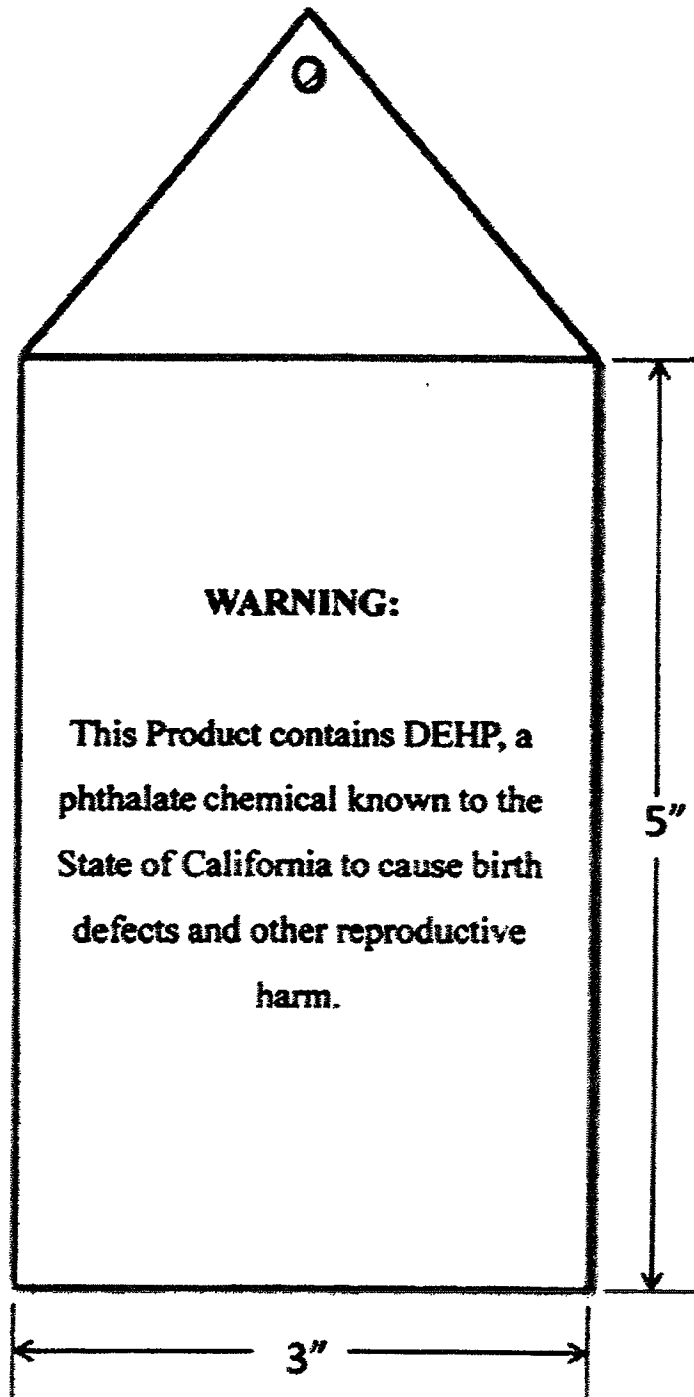 WARNING:
This Product contains DEHP, a
phthalate chemical known to the
State of California to cause birth
defects and other reproductive
harm.
5"
3"